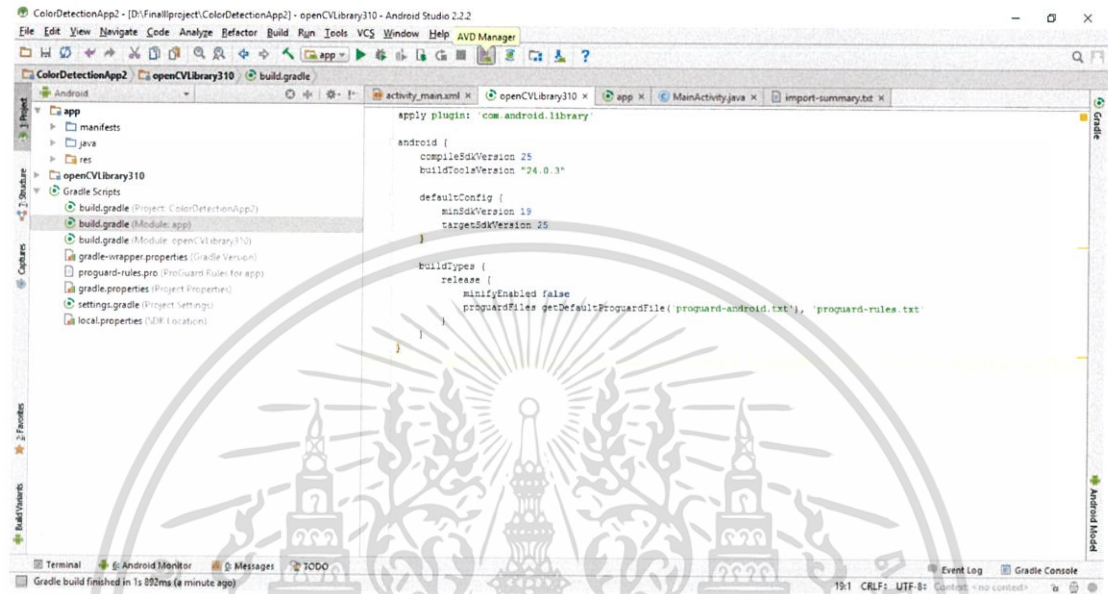 ColorDetectionApp2 - [D:\FinalIlproject\ColorDetectionApp2] - openCVLibrary310 - Android Studio 2.2.2
File Edit View Navigate Code Analyze Refactor Build Run Tools VCS Window Help
AVD Manager
app
ColorDetectionApp2 openCVLibrary310 build.gradle
Android
activity_main.xml × openCVLibrary310 × app × MainActivity.java × import-summary.txt ×
1: Project
2: Structure
Captures
2: Favorites
Build Variants
app
manifests
java
res
openCVLibrary310
Gradle Scripts
build.gradle (Project: ColorDetectionApp2)
build.gradle (Module: app)
build.gradle (Module: openCVLibrary310)
gradle-wrapper.properties (Gradle Version)
proguard-rules.pro (ProGuard Rules for app)
gradle.properties (Project Properties)
settings.gradle (Project Settings)
local.properties (SDK Location)
apply plugin: 'com.android.library'
android {
compileSdkVersion 25
buildToolsVersion "24.0.3"
defaultConfig {
minSdkVersion 19
targetSdkVersion 25
}
buildTypes {
release {
minifyEnabled false
proguardFiles getDefaultProguardFile('proguard-android.txt'), 'proguard-rules.txt'
}
}
}
Gradle
Android Model
Terminal 6: Android Monitor 0: Messages TODO
Event Log Gradle Console
Gradle build finished in 1s 892ms (a minute ago)
19:1 CRLF÷ UTF-8÷ Context: <no context>